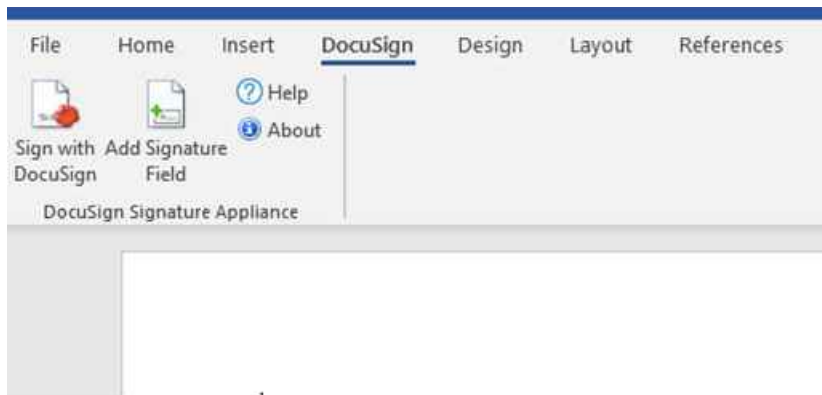 File Home Insert DocuSign Design Layout References
Sign with DocuSign
Add Signature Field
Help
About
DocuSign Signature Appliance